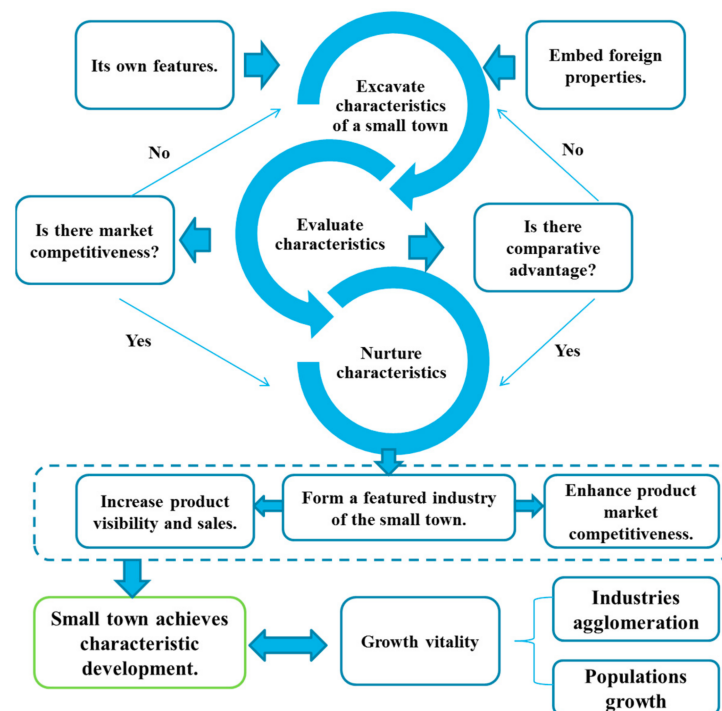 Its own features.
Excavate
characteristics
of a small town
Embed foreign
properties.
No
No
Is there market
competitiveness?
Evaluate
characteristics
Is there
comparative
advantage?
Yes
Yes
Nurture
characteristics
Increase product
visibility and sales.
Form a featured industry
of the small town.
Enhance product
market
competitiveness.
Small town achieves
characteristic
development.
Growth vitality
Industries
agglomeration
Populations
growth